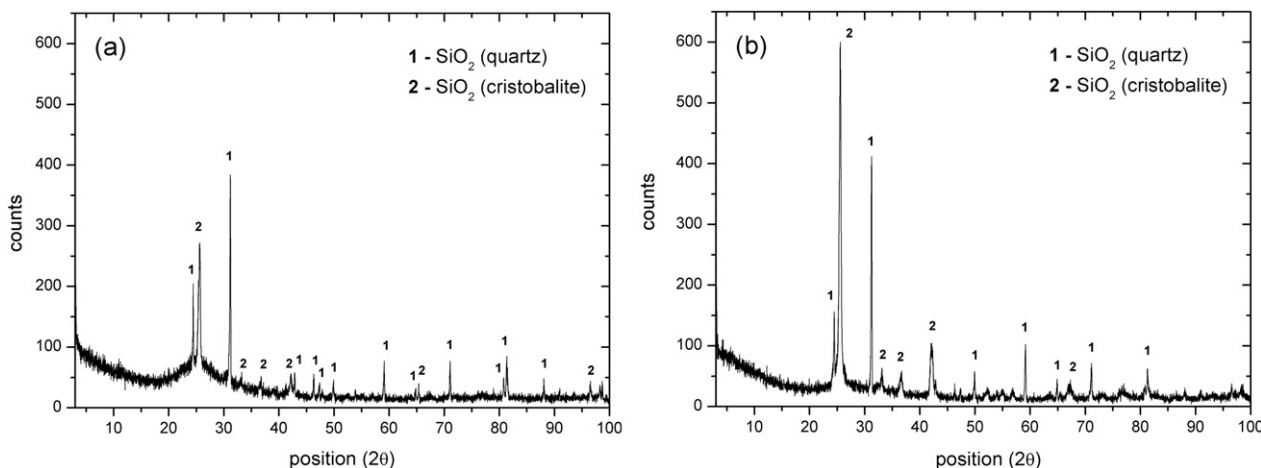 (a)
1 - SiO₂ (quartz)
2 - SiO₂ (cristobalite)
600
500
400
300
200
100
0
counts
1 2 1 2 2 2 1 1 1 1 1 1 2 1 1 1 1 2
10 20 30 40 50 60 70 80 90 100
position (2θ)
(b)
1 - SiO₂ (quartz)
2 - SiO₂ (cristobalite)
600
500
400
300
200
100
0
counts
1 2 1 2 2 2 1 1 1 2 1 1
10 20 30 40 50 60 70 80 90 100
position (2θ)